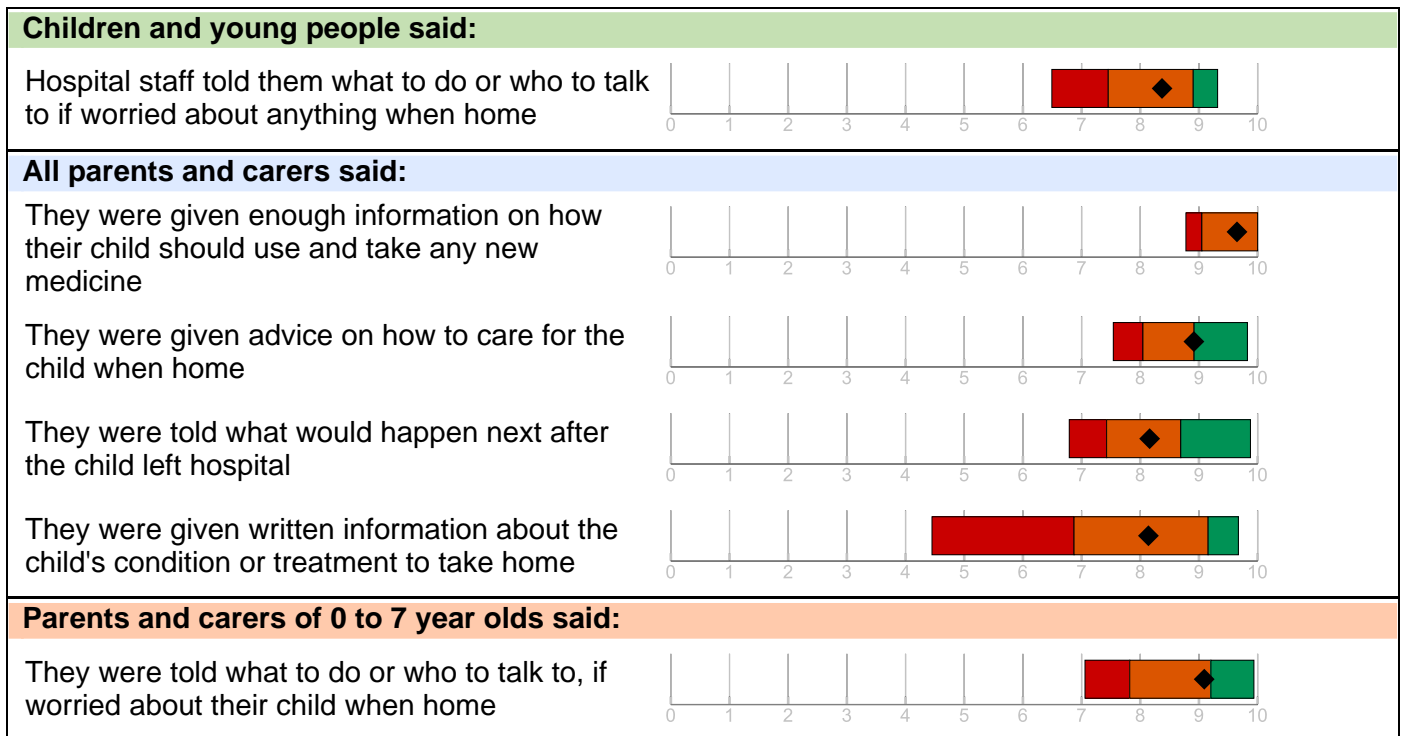 Children and young people said:
Hospital staff told them what to do or who to talk
to if worried about anything when home
0 1 2 3 4 5 6 7 8 9 10
All parents and carers said:
They were given enough information on how
their child should use and take any new
medicine
0 1 2 3 4 5 6 7 8 9 10
They were given advice on how to care for the
child when home
0 1 2 3 4 5 6 7 8 9 10
They were told what would happen next after
the child left hospital
0 1 2 3 4 5 6 7 8 9 10
They were given written information about the
child's condition or treatment to take home
0 1 2 3 4 5 6 7 8 9 10
Parents and carers of 0 to 7 year olds said:
They were told what to do or who to talk to, if
worried about their child when home
0 1 2 3 4 5 6 7 8 9 10